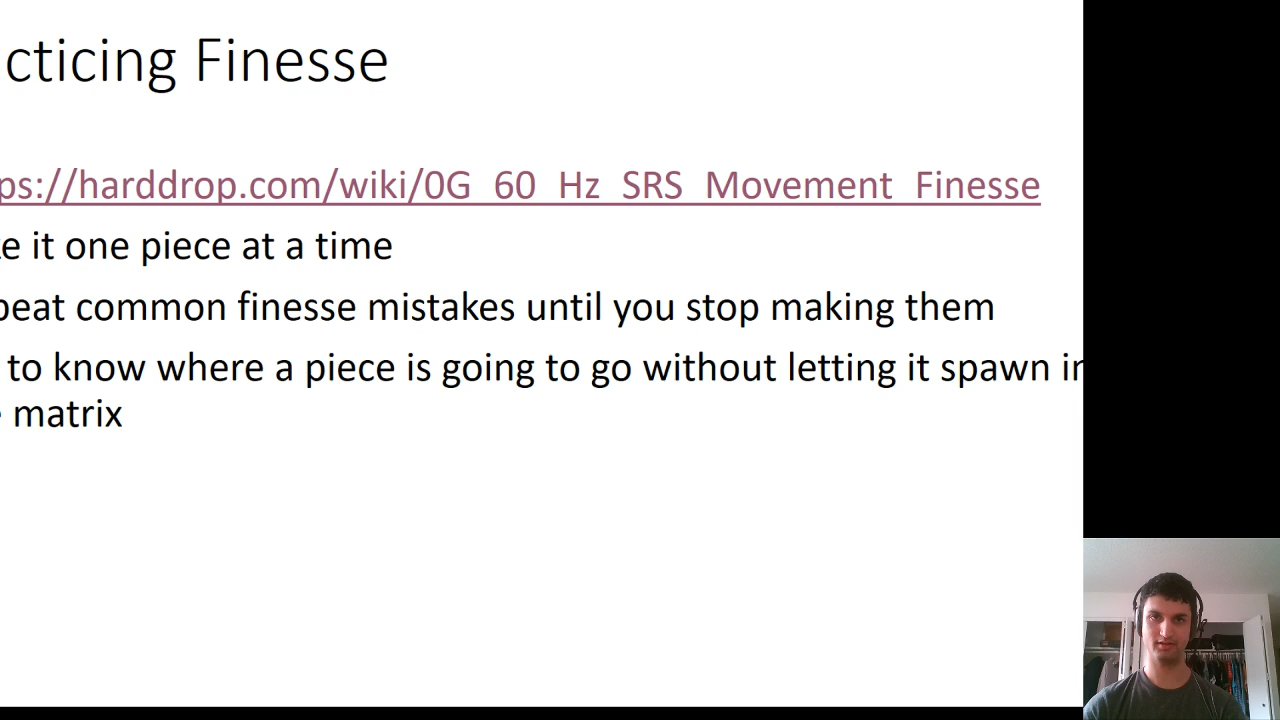 cticing Finesse
ps://harddrop.com/wiki/0G_60_Hz_SRS_Movement_Finesse
e it one piece at a time
peat common finesse mistakes until you stop making them
to know where a piece is going to go without letting it spawn in
matrix